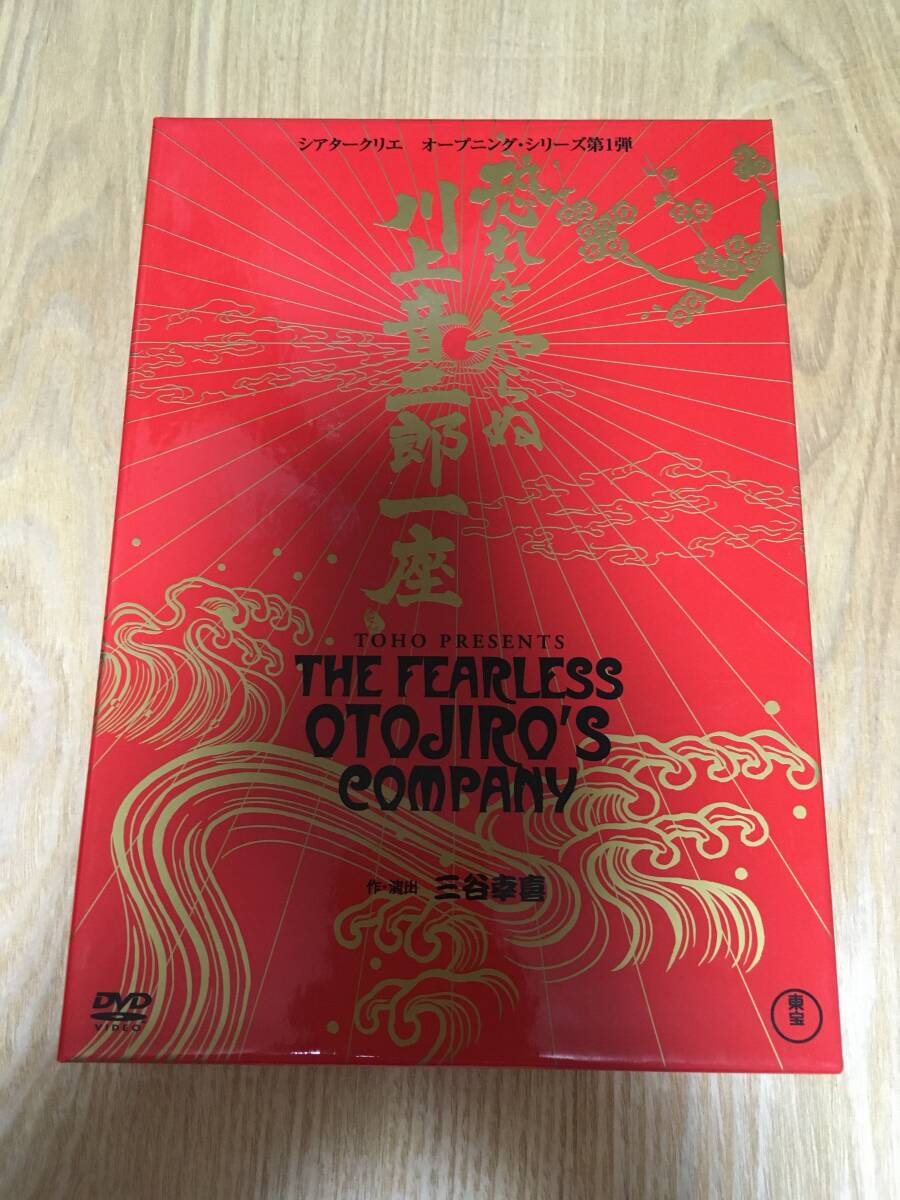 シアタークリエ オープニング・シリーズ第1弾
恐れを知らぬ
川上音二郎一座
TOHO PRESENTS
THE FEARLESS
OTOJIRO'S
COMPANY
作・演出 三谷幸喜
DVD
VIDEO
東宝